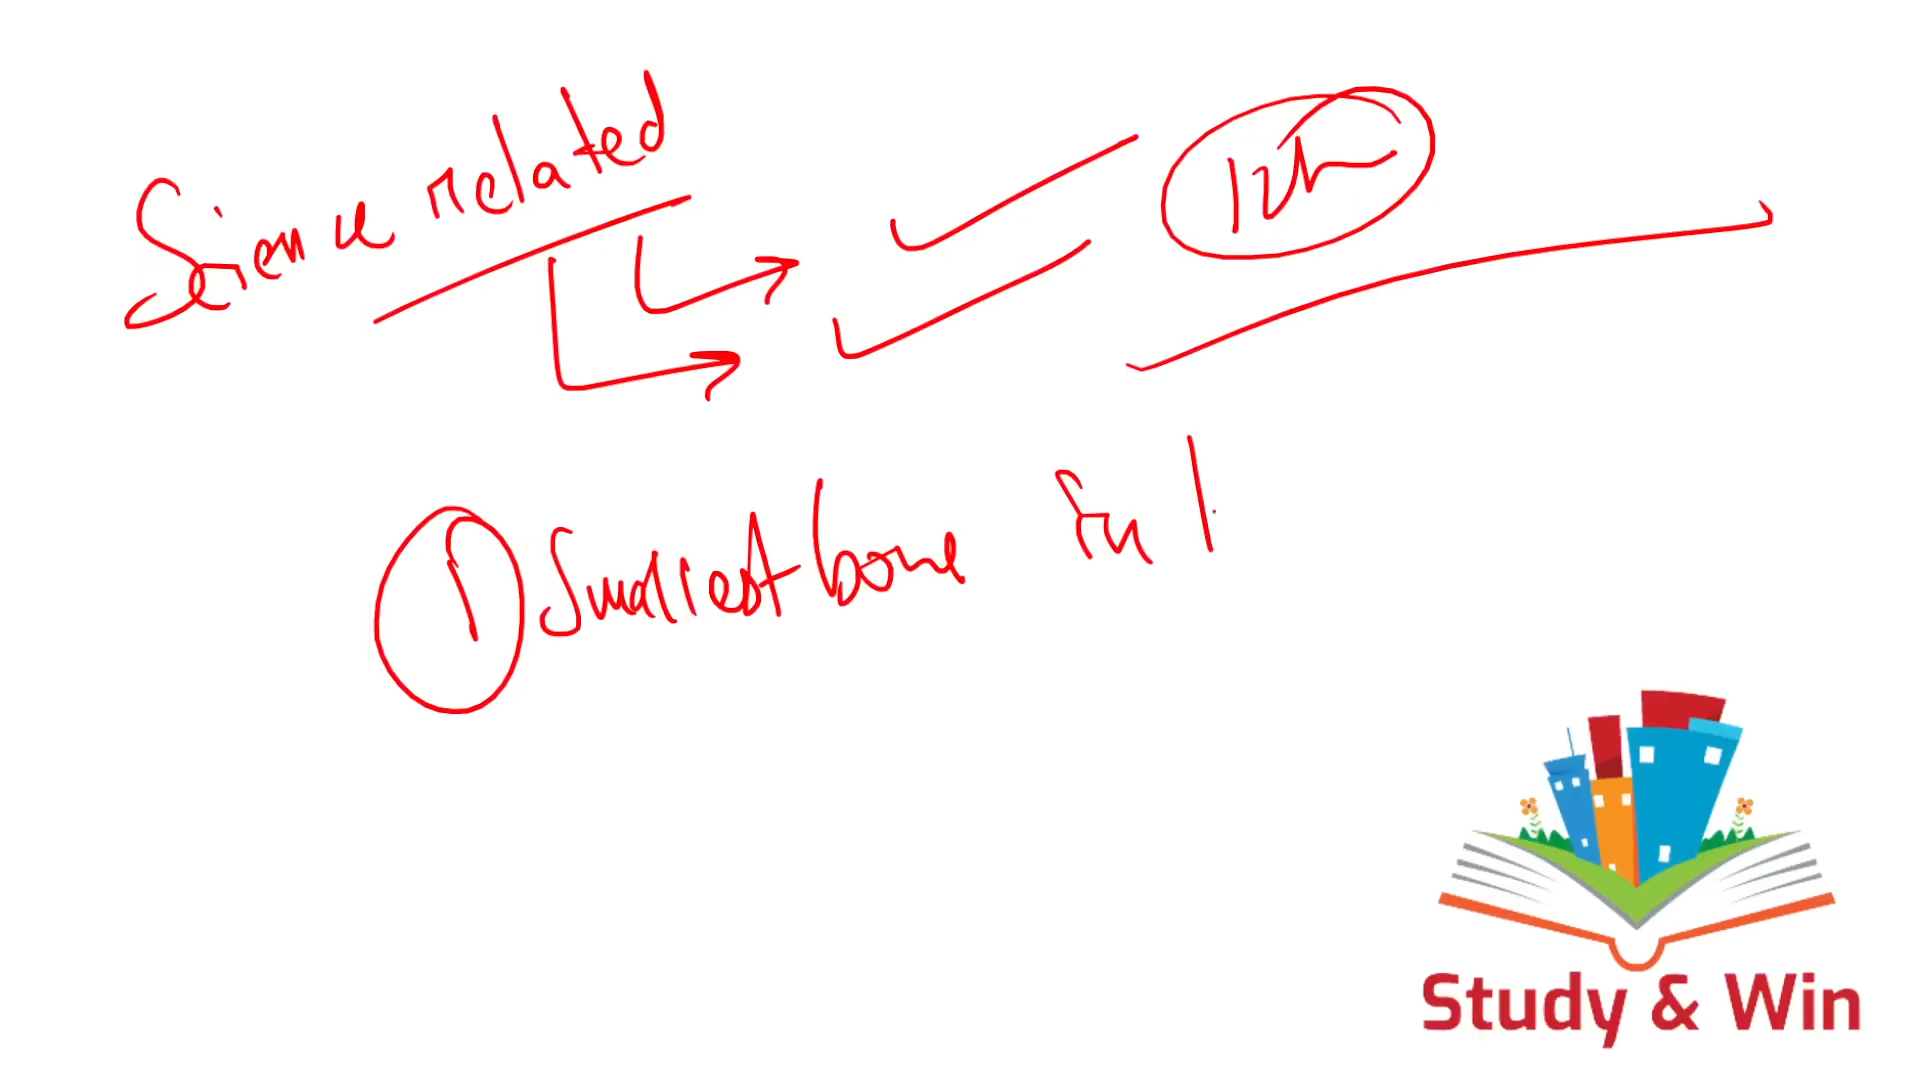 Science related
12th
① Smallest bone in
Study & Win